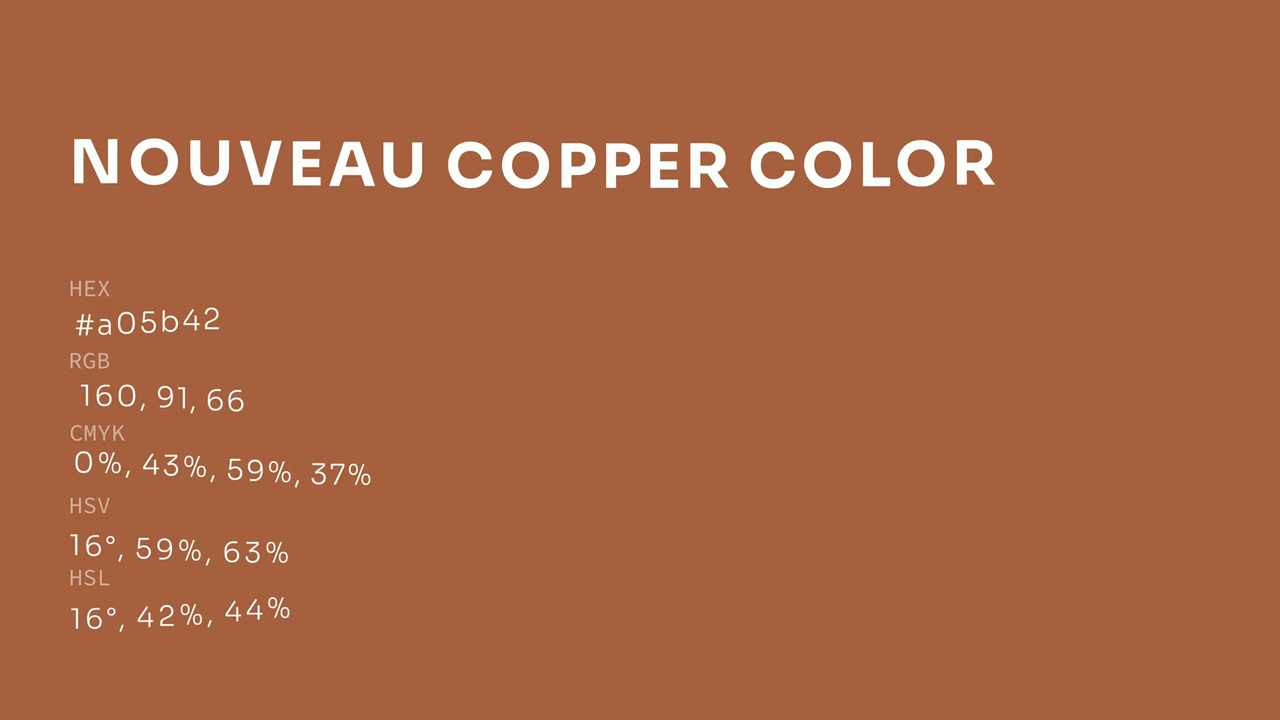 NOUVEAU COPPER COLOR
HEX
#a05b42
RGB
160, 91, 66
CMYK
0%, 43%, 59%, 37%
HSV
16°, 59%, 63%
HSL
16°, 42%, 44%